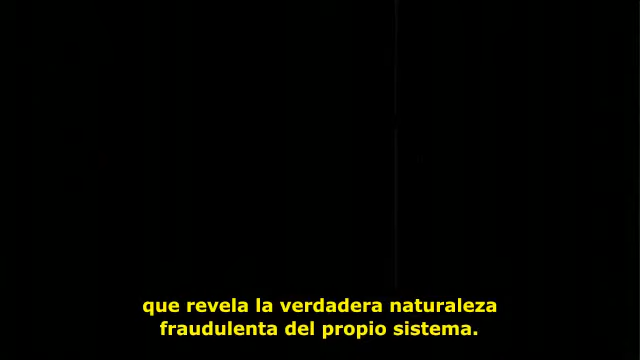 que revela la verdadera naturaleza
fraudulenta del propio sistema.